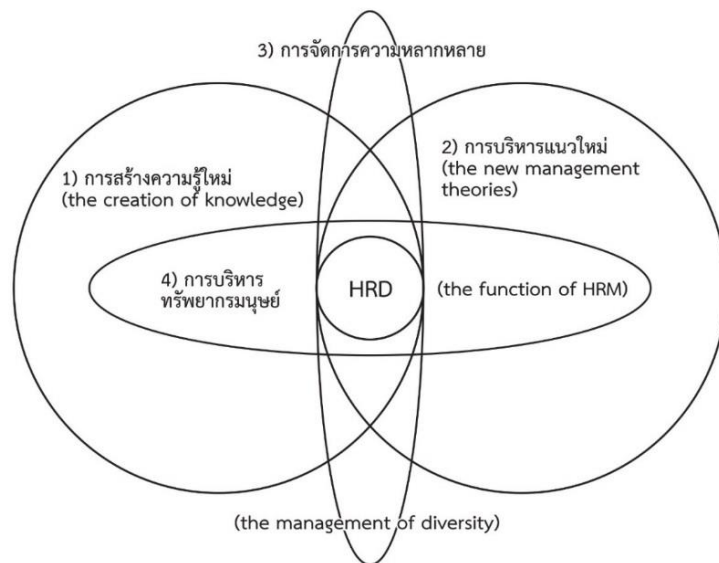 3) การจัดการความหลากหลาย
1) การสร้างความรู้ใหม่
(the creation of knowledge)
2) การบริหารแนวใหม่
(the new management
theories)
4) การบริหาร
ทรัพยากรมนุษย์
HRD
(the function of HRM)
(the management of diversity)